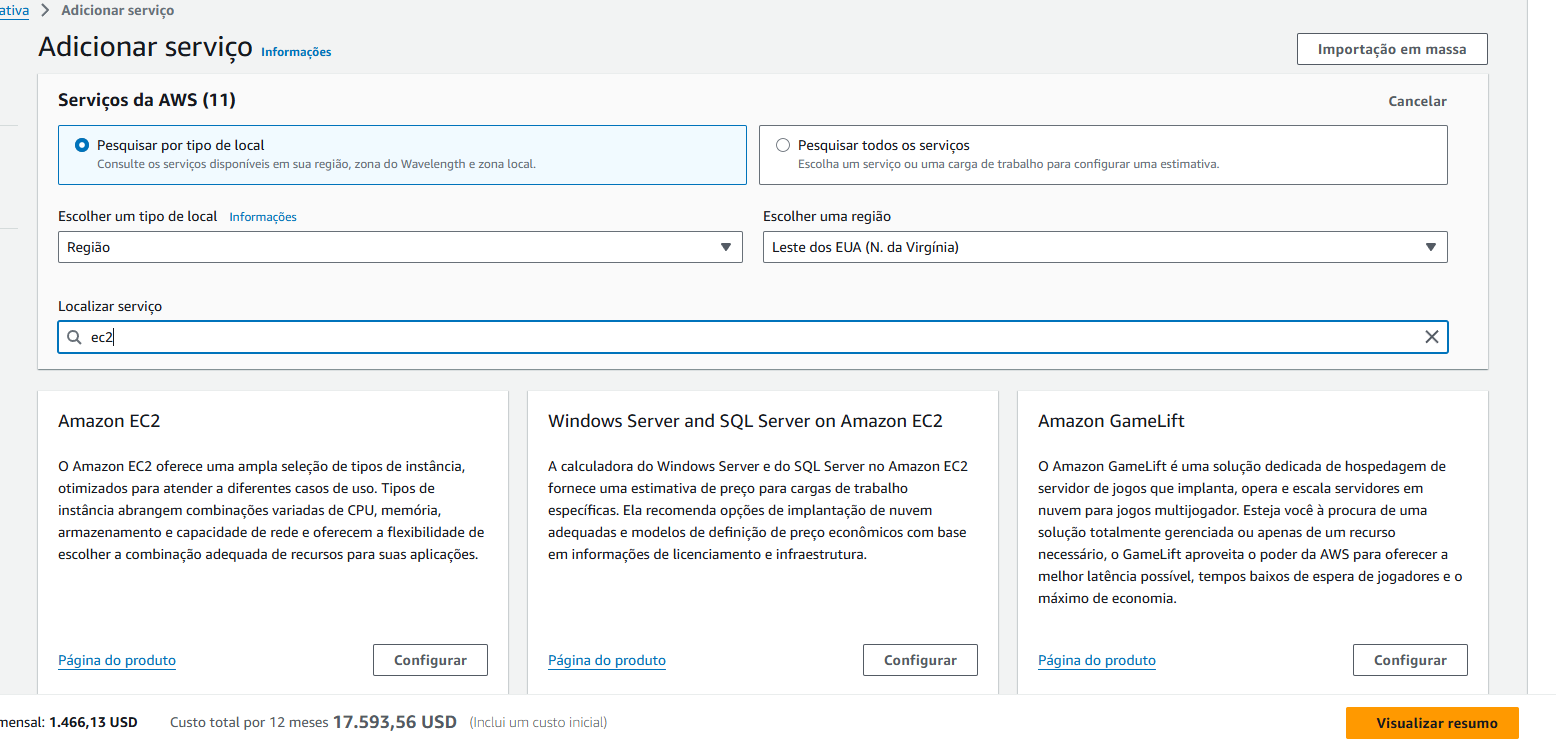 ativa > Adicionar serviço
Adicionar serviço Informações
Importação em massa
Serviços da AWS (11)
Cancelar
Pesquisar por tipo de local
Consulte os serviços disponíveis em sua região, zona do Wavelength e zona local.
Pesquisar todos os serviços
Escolha um serviço ou uma carga de trabalho para configurar uma estimativa.
Escolher um tipo de local Informações
Região
Escolher uma região
Leste dos EUA (N. da Virgínia)
Localizar serviço
ec2
Amazon EC2
O Amazon EC2 oferece uma ampla seleção de tipos de instância,
otimizados para atender a diferentes casos de uso. Tipos de
instância abrangem combinações variadas de CPU, memória,
armazenamento e capacidade de rede e oferecem a flexibilidade de
escolher a combinação adequada de recursos para suas aplicações.
Página do produto
Configurar
Windows Server and SQL Server on Amazon EC2
A calculadora do Windows Server e do SQL Server no Amazon EC2
fornece uma estimativa de preço para cargas de trabalho
específicas. Ela recomenda opções de implantação de nuvem
adequadas e modelos de definição de preço econômicos com base
em informações de licenciamento e infraestrutura.
Página do produto
Configurar
Amazon GameLift
O Amazon GameLift é uma solução dedicada de hospedagem de
servidor de jogos que implanta, opera e escala servidores em
nuvem para jogos multijogador. Esteja você à procura de uma
solução totalmente gerenciada ou apenas de um recurso
necessário, o GameLift aproveita o poder da AWS para oferecer a
melhor latência possível, tempos baixos de espera de jogadores e o
máximo de economia.
Página do produto
Configurar
mensal: 1.466,13 USD
Custo total por 12 meses 17.593,56 USD (Inclui um custo inicial)
Visualizar resumo